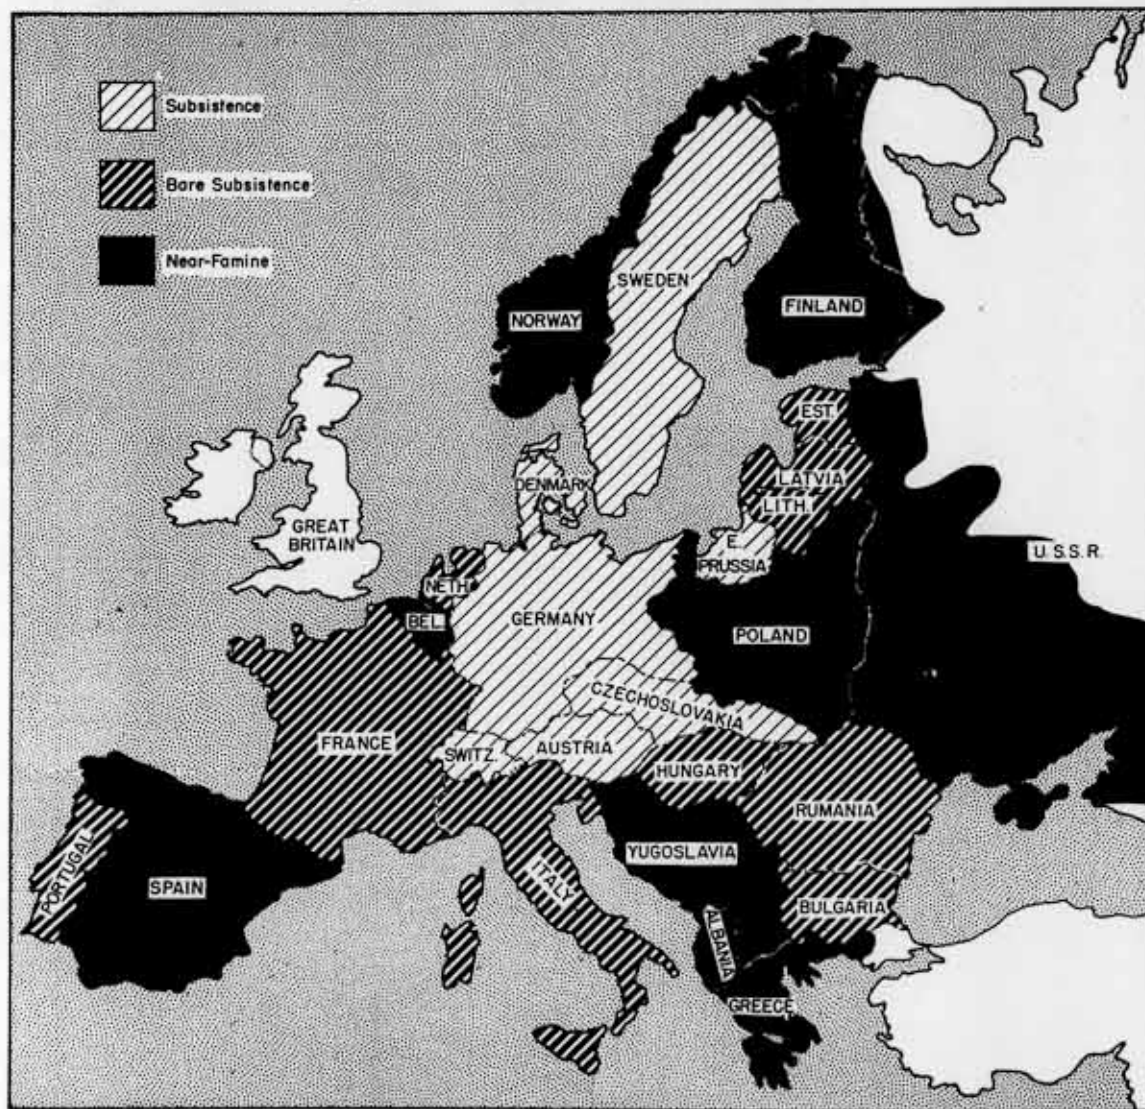 Subsistence
Bare Subsistence
Near-Famine
SWEDEN
NORWAY
FINLAND
EST.
LATVIA
LITH.
DENMARK
E.
PRUSSIA
GREAT
BRITAIN
U. S. S. R.
NETH.
BEL.
GERMANY
POLAND
CZECHOSLOVAKIA
FRANCE
SWITZ.
AUSTRIA
HUNGARY
RUMANIA
YUGOSLAVIA
PORTUGAL
SPAIN
ITALY
BULGARIA
ALBANIA
GREECE